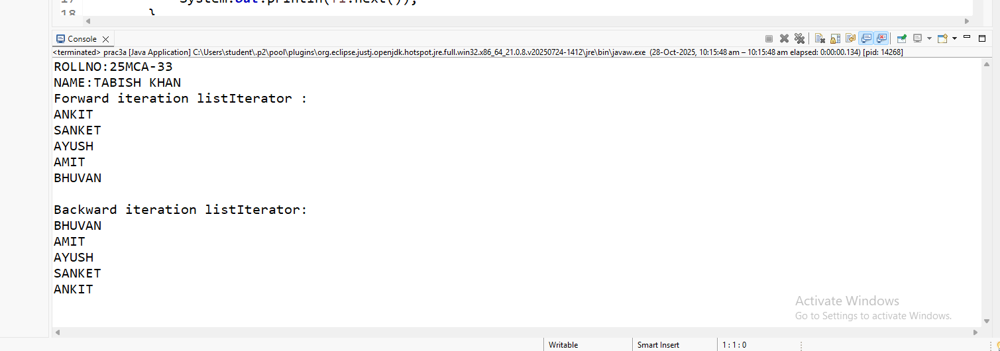 System.out.println(fi.next());
18 }
Console
<terminated> prac3a [Java Application] C:\Users\student\.p2\pool\plugins\org.eclipse.justj.openjdk.hotspot.jre.full.win32.x86_64_21.0.8.v20250724-1412\jre\bin\javaw.exe (28-Oct-2025, 10:15:48 am – 10:15:48 am elapsed: 0:00:00.134) [pid: 14268]
ROLLNO:25MCA-33
NAME:TABISH KHAN
Forward iteration listIterator :
ANKIT
SANKET
AYUSH
AMIT
BHUVAN
Backward iteration listIterator:
BHUVAN
AMIT
AYUSH
SANKET
ANKIT
Activate Windows
Go to Settings to activate Windows.
Writable Smart Insert 1 : 1 : 0